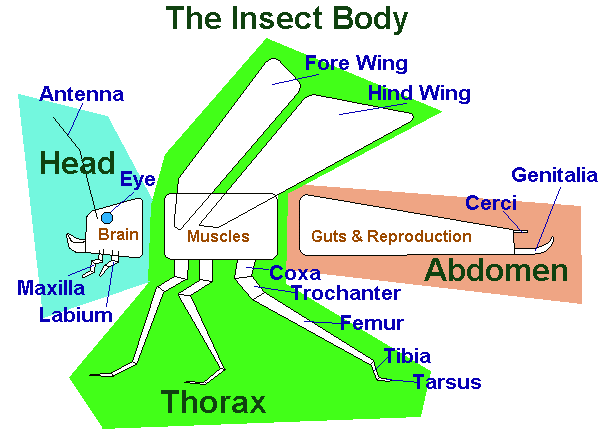 The Insect Body
Fore Wing
Hind Wing
Antenna
Head
Eye
Genitalia
Cerci
Brain
Muscles
Guts & Reproduction
Maxilla
Labium
Coxa
Abdomen
Trochanter
Femur
Tibia
Tarsus
Thorax